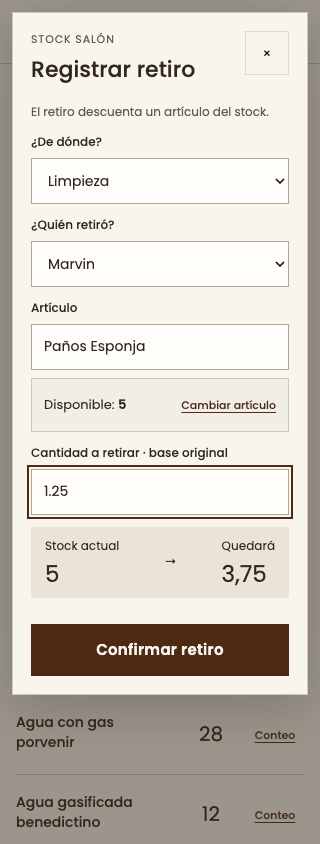 STOCK SALÓN
Registrar retiro
×
El retiro descuenta un artículo del stock.
¿De dónde?
Limpieza
¿Quién retiró?
Marvin
Artículo
Paños Esponja
Disponible: 5 Cambiar artículo
Cantidad a retirar · base original
1.25
Stock actual → Quedará
5 3,75
Confirmar retiro
Agua con gas
porvenir 28 Conteo
Agua gasificada
benedictino 12 Conteo